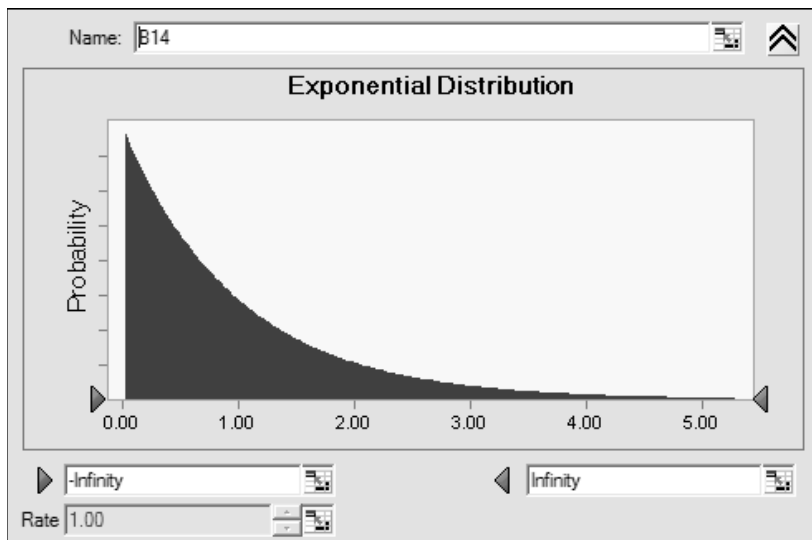 Name: B14
Exponential Distribution
Probability
0.00 1.00 2.00 3.00 4.00 5.00
-Infinity Infinity
Rate 1.00